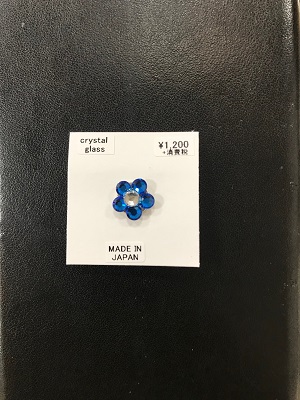 crystal
glass
¥1,200
+消費税
MADE IN
JAPAN